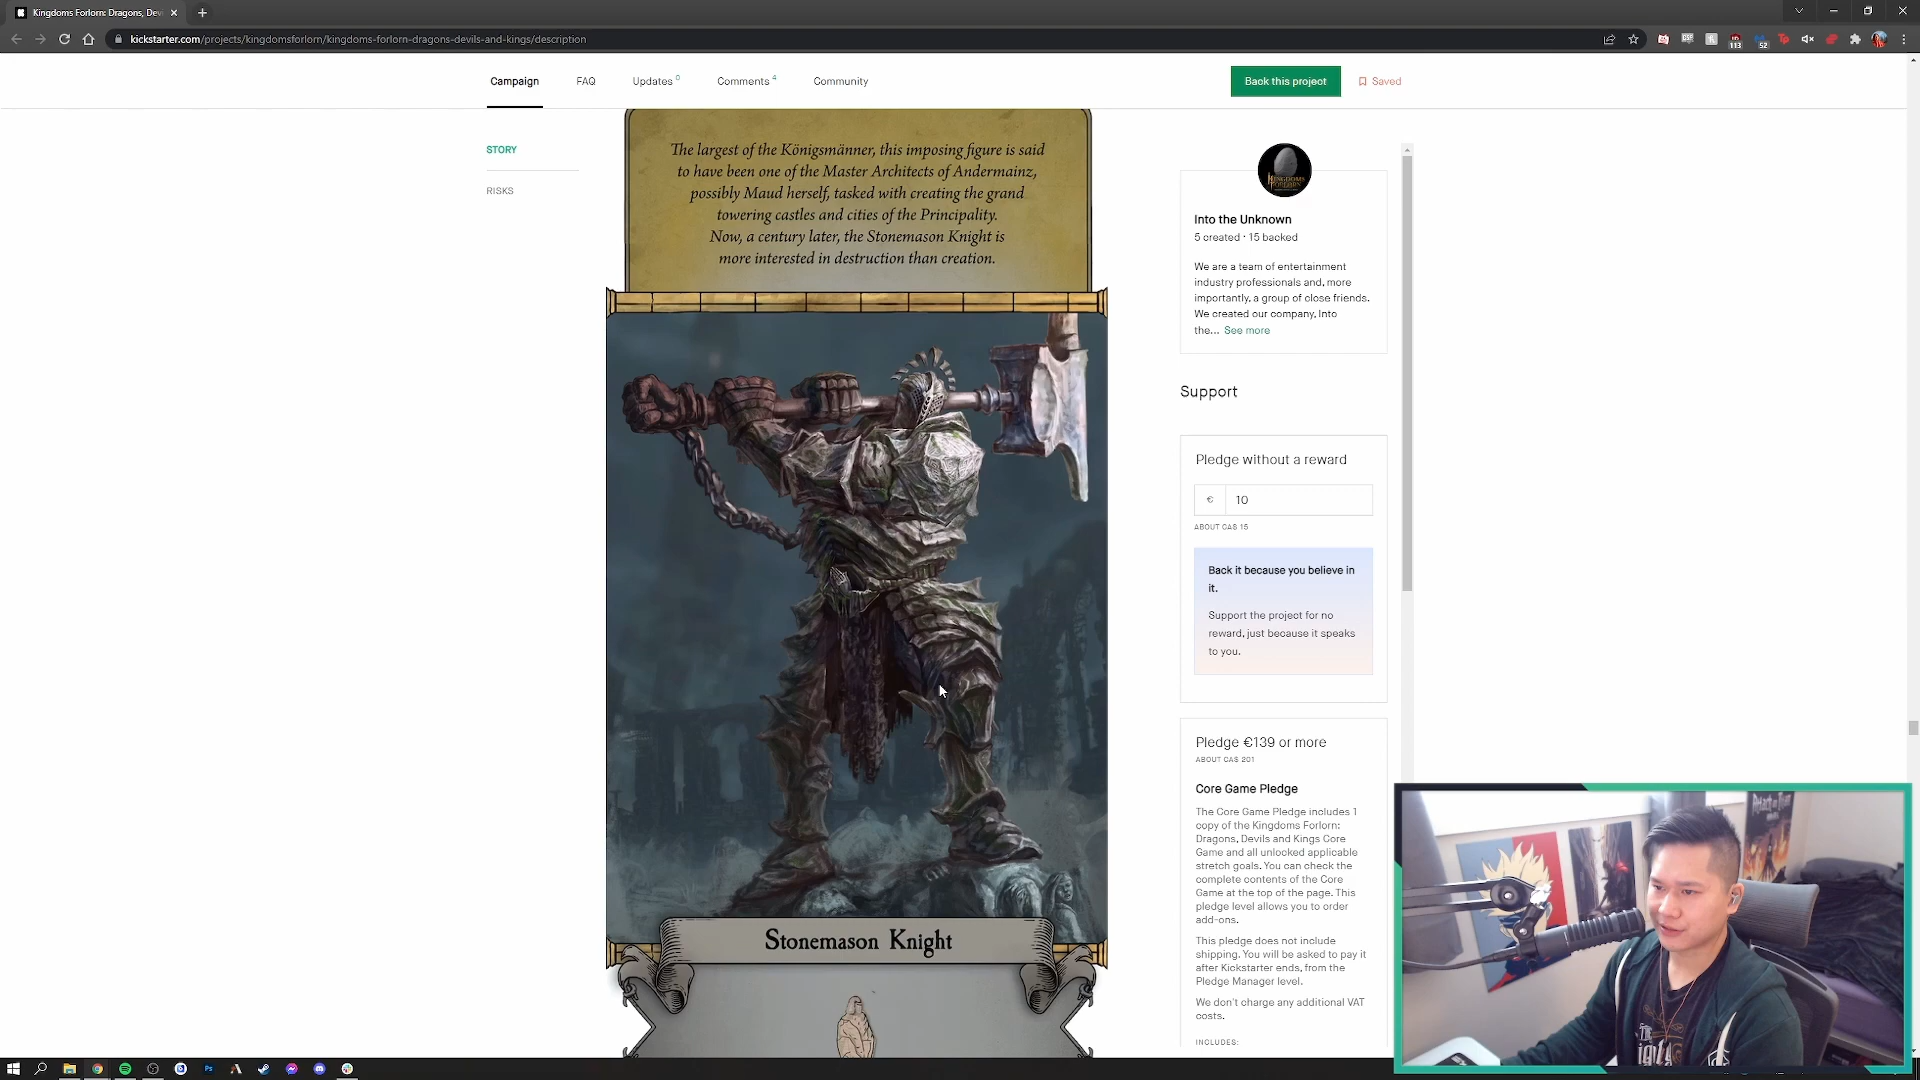 Kingdoms Forlorn: Dragons, Devi
kickstarter.com/projects/kingdomsforlorn/kingdoms-forlorn-dragons-devils-and-kings/description
113
52
Campaign
FAQ
Updates 0
Comments 4
Community
Back this project
Saved
STORY
RISKS
The largest of the Königsmänner, this imposing figure is said
to have been one of the Master Architects of Andermainz,
possibly Maud herself, tasked with creating the grand
towering castles and cities of the Principality.
Now, a century later, the Stonemason Knight is
more interested in destruction than creation.
Stonemason Knight
KINGDOMS
FORLORN
Into the Unknown
5 created · 15 backed
We are a team of entertainment
industry professionals and, more
importantly, a group of close friends.
We created our company, Into
the... See more
Support
Pledge without a reward
€ 10
ABOUT CA$ 15
Back it because you believe in
it.
Support the project for no
reward, just because it speaks
to you.
Pledge €139 or more
ABOUT CA$ 201
Core Game Pledge
The Core Game Pledge includes 1
copy of the Kingdoms Forlorn:
Dragons, Devils and Kings Core
Game and all unlocked applicable
stretch goals. You can check the
complete contents of the Core
Game at the top of the page. This
pledge level allows you to order
add-ons.
This pledge does not include
shipping. You will be asked to pay it
after Kickstarter ends, from the
Pledge Manager level.
We don't charge any additional VAT
costs.
INCLUDES: